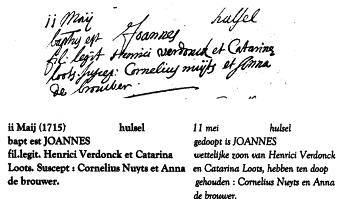 ii Maij hulsel
baptus est Joannes
fil. legit Henrici verdonck et Catarina
Loots. suscep: Cornelius nuijts et Anna
de brouwer.
ii Maij (1715) hulsel
bapt est JOANNES
fil.legit. Henrici Verdonck et Catarina
Loots. Suscept : Cornelius Nuyts et Anna
de brouwer.
11 mei hulsel
gedoopt is JOANNES
wettelijke zoon van Henrici Verdonck
en Catarina Loots, hebben ten doop
gehouden : Cornelius Nuyts en Anna
de brouwer.